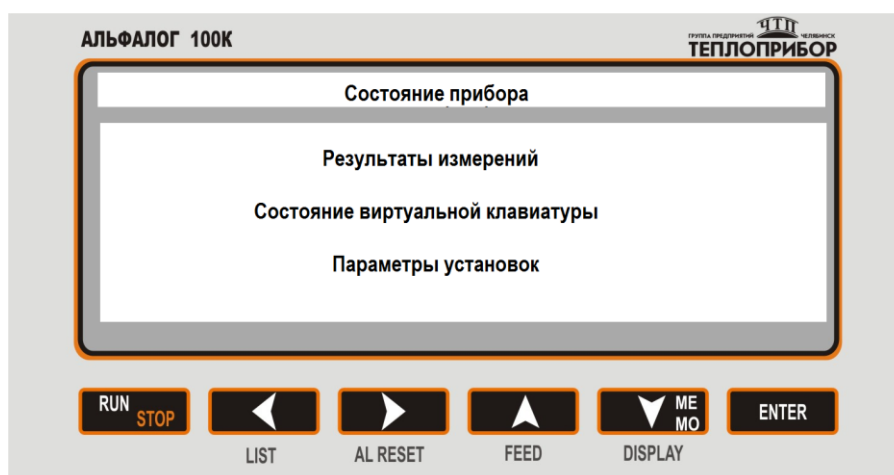 АЛЬФАЛОГ 100К
ГРУППА ПРЕДПРИЯТИЙ ЧТП ЧЕЛЯБИНСК
ТЕПЛОПРИБОР
Состояние прибора
Результаты измерений
Состояние виртуальной клавиатуры
Параметры установок
RUN STOP
ME MO
ENTER
LIST AL RESET FEED DISPLAY